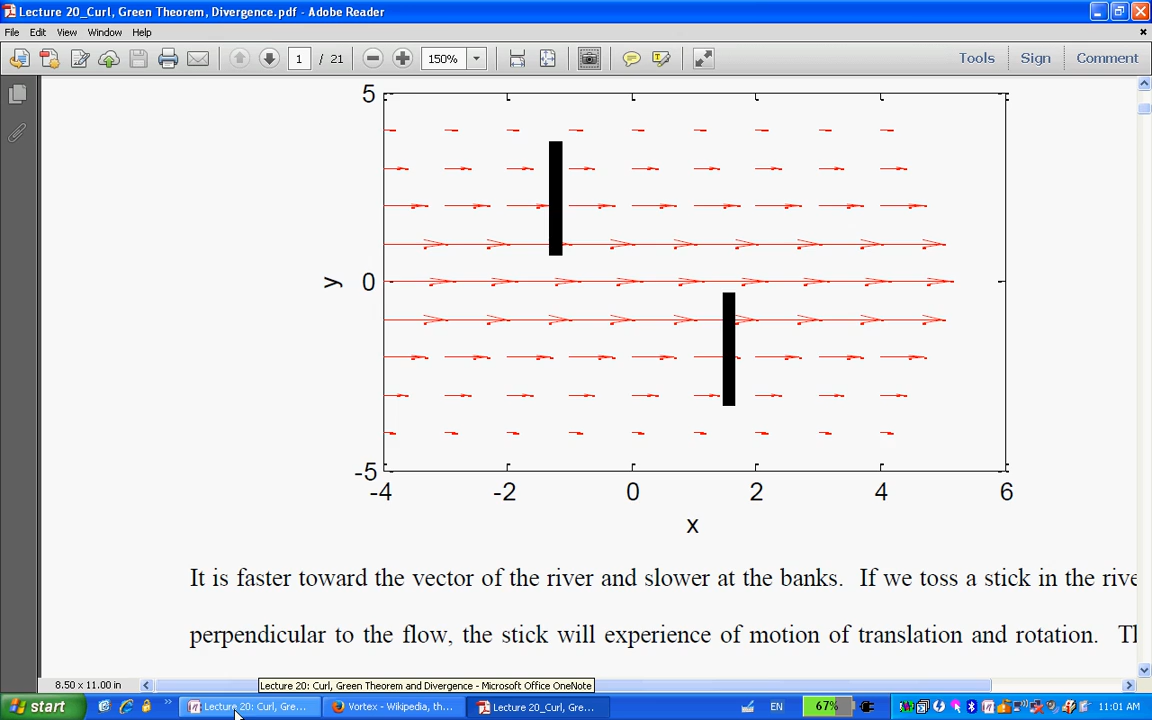 Lecture 20_Curl, Green Theorem, Divergence.pdf - Adobe Reader
File Edit View Window Help
1 / 21 150% Tools Sign Comment
5
y 0
-5
-4 -2 0 2 4 6
x
It is faster toward the vector of the river and slower at the banks. If we toss a stick in the rive
perpendicular to the flow, the stick will experience of motion of translation and rotation. Th
8.50 x 11.00 in
Lecture 20: Curl, Green Theorem and Divergence - Microsoft Office OneNote
start Lecture 20: Curl, Gre... Vortex - Wikipedia, th... Lecture 20_Curl, Gre... EN 67% 11:01 AM